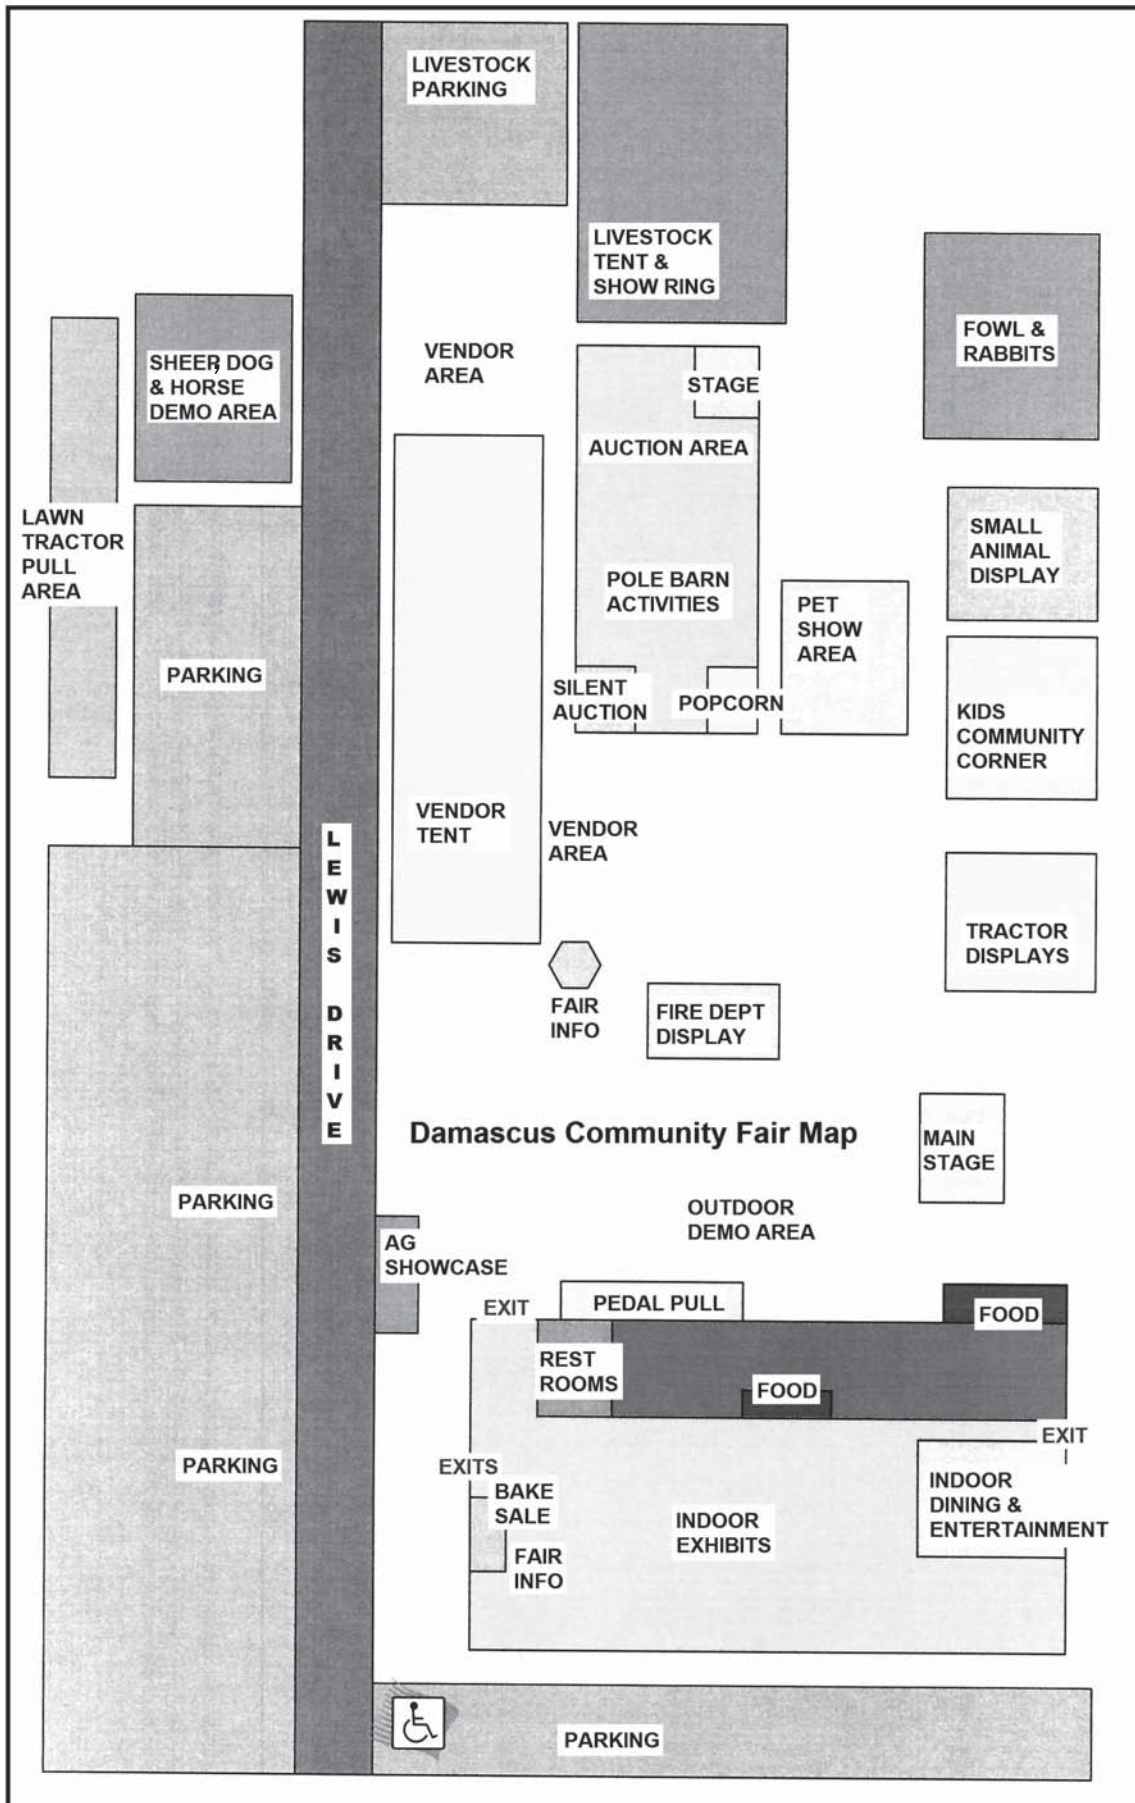 LIVESTOCK
PARKING
LIVESTOCK
TENT &
SHOW RING
FOWL &
RABBITS
VENDOR
AREA
SHEEP, DOG
& HORSE
DEMO AREA
STAGE
AUCTION AREA
LAWN
TRACTOR
PULL
AREA
SMALL
ANIMAL
DISPLAY
POLE BARN
ACTIVITIES
PET
SHOW
AREA
PARKING
SILENT
AUCTION
POPCORN
KIDS
COMMUNITY
CORNER
VENDOR
TENT
VENDOR
AREA
LEWIS DRIVE
TRACTOR
DISPLAYS
FAIR
INFO
FIRE DEPT
DISPLAY
Damascus Community Fair Map
MAIN
STAGE
PARKING
OUTDOOR
DEMO AREA
AG
SHOWCASE
EXIT
PEDAL PULL
FOOD
REST
ROOMS
FOOD
EXIT
PARKING
EXITS
BAKE
SALE
INDOOR
EXHIBITS
INDOOR
DINING &
ENTERTAINMENT
FAIR
INFO
PARKING